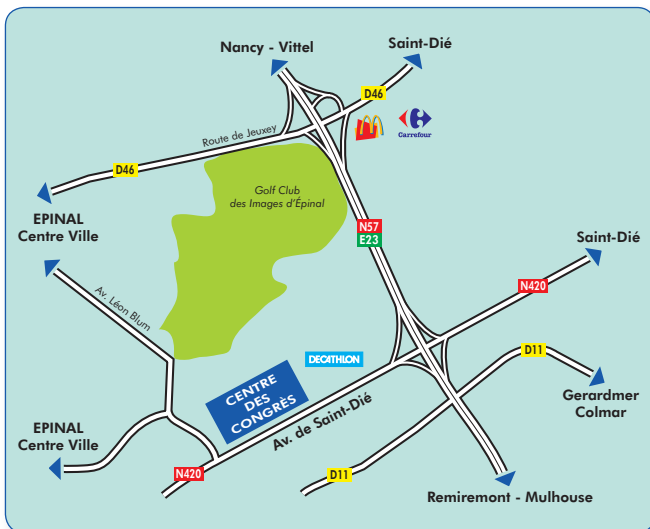 Nancy - Vittel
Saint-Dié
D46
M
Carrefour
Route de Jeuxey
D46
EPINAL
Centre Ville
Golf Club
des Images d'Épinal
N57
E23
Saint-Dié
N420
Av. Léon Blum
D11
DECATHLON
CENTRE
DES
CONGRÈS
Av. de Saint-Dié
Gerardmer
Colmar
EPINAL
Centre Ville
N420
D11
Remiremont - Mulhouse